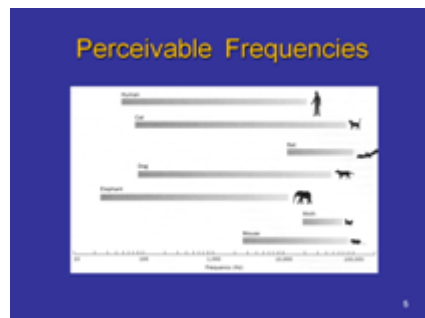 Perceivable Frequencies
Human
Cat
Bat
Dog
Elephant
Moth
Mouse
10 100 1,000 10,000 100,000
Frequency (Hz)
5